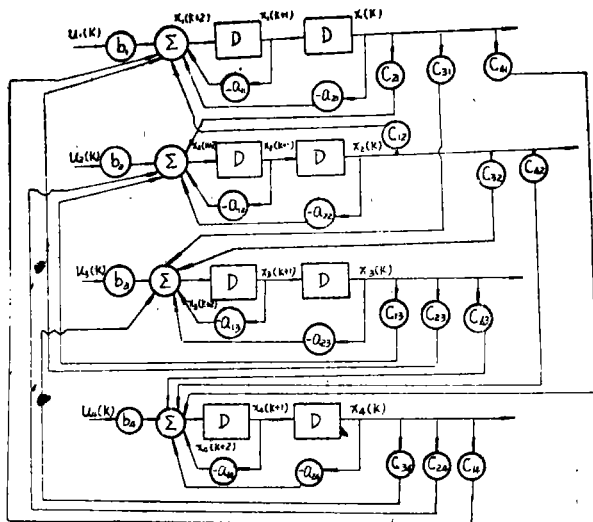 u₁(k) b₁ Σ x₁(k+2) D x₁(k+1) D x₁(k)
-a₁₁ -a₂₁ C₂₁ C₃₁ C₄₁
C₁₂
u₂(k) b₂ Σ D D x₂(k)
-a₁₂ -a₂₂ C₃₂ C₄₂
u₃(k) b₃ Σ D x₃(k+1) D x₃(k)
x₃(k+2) -a₁₃ -a₂₃ C₁₃ C₂₃ C₄₃
u₄(k) b₄ Σ D x₄(k+1) D x₄(k)
x₄(k+2) -a₁₄ -a₂₄ C₃₄ C₂₄ C₁₄